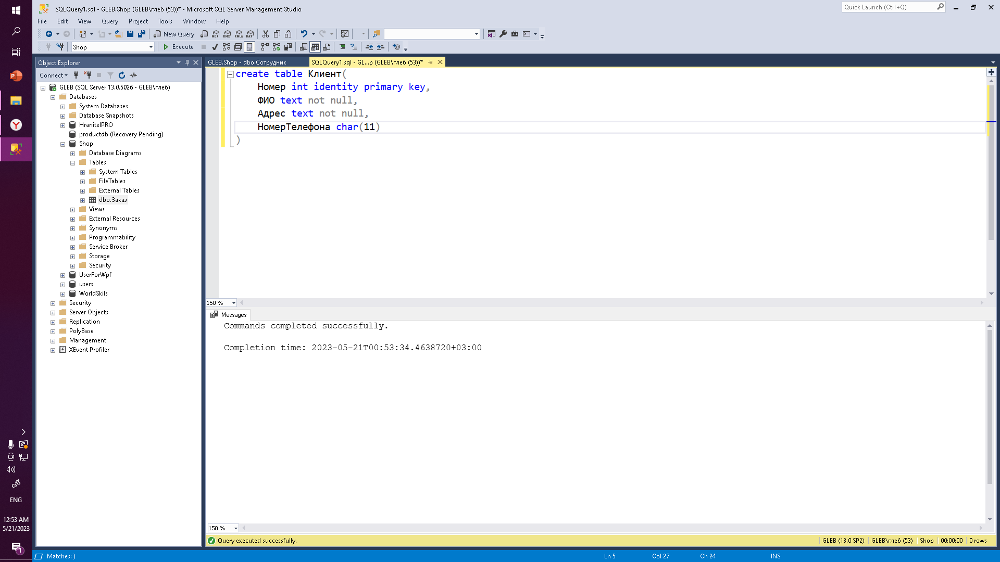 SQLQuery1.sql - GLEB.Shop (GLEB\глеб (53))* - Microsoft SQL Server Management Studio
Quick Launch (Ctrl+Q)
File Edit View Query Project Tools Window Help
New Query
Shop
Execute
Object Explorer
GLEB.Shop - dbo.Сотрудник
SQLQuery1.sql - GL...p (GLEB\глеб (53))*
Connect
GLEB (SQL Server 13.0.5026 - GLEB\глеб)
Databases
System Databases
Database Snapshots
HranitelPRO
productdb (Recovery Pending)
Shop
Database Diagrams
Tables
System Tables
FileTables
External Tables
dbo.Заказ
Views
External Resources
Synonyms
Programmability
Service Broker
Storage
Security
UserForWpf
users
WorldSkils
Security
Server Objects
Replication
PolyBase
Management
XEvent Profiler
create table Клиент(
Номер int identity primary key,
ФИО text not null,
Адрес text not null,
НомерТелефона char(11)
)
150 %
Messages
Commands completed successfully.
Completion time: 2023-05-21T00:53:34.4638720+03:00
150 %
Query executed successfully.
GLEB (13.0 SP2)
GLEB\глеб (53)
Shop
00:00:00
0 rows
Matches: )
Ln 5
Col 27
Ch 24
INS
ENG
12:53 AM
5/21/2023
1